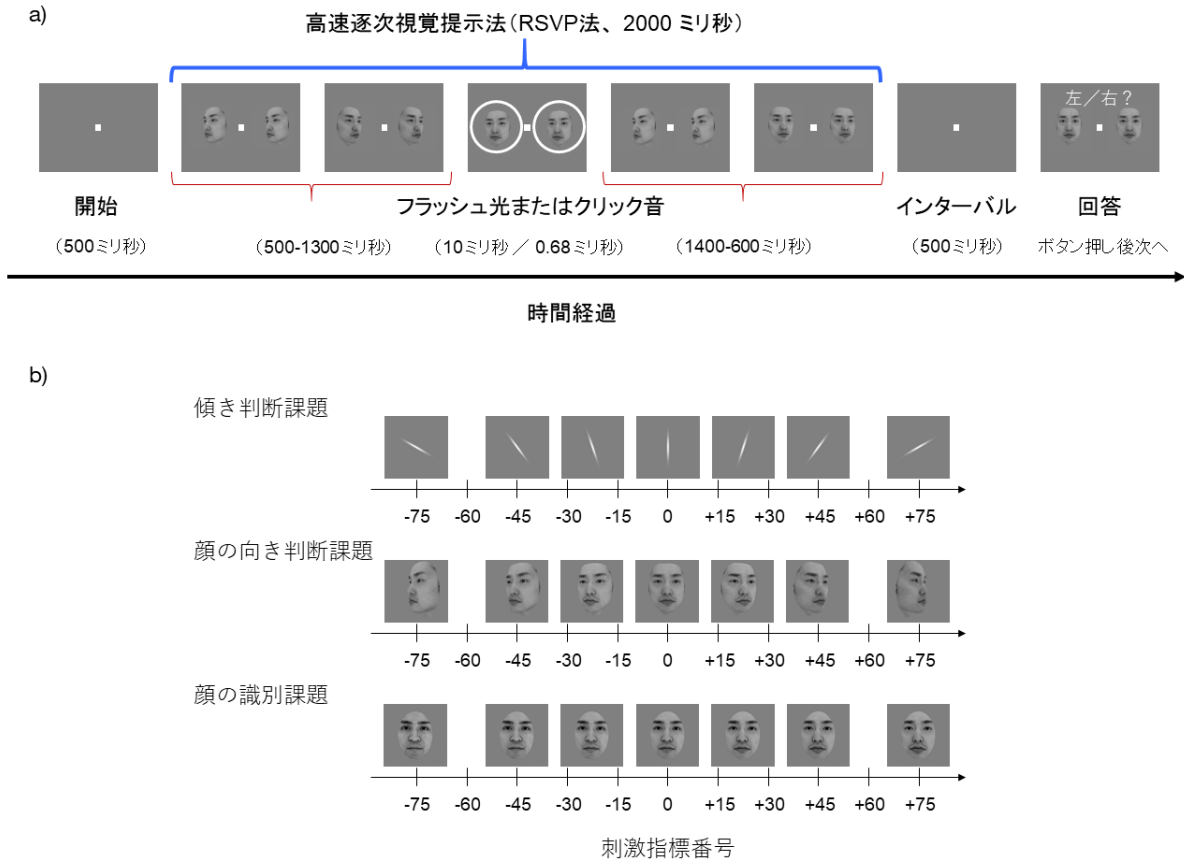 a)
高速逐次視覚提示法（RSVP法、 2000 ミリ秒）
左／右？
開始
フラッシュ光またはクリック音
インターバル
回答
（500ミリ秒）
（500-1300ミリ秒）
（10ミリ秒 ／ 0.68ミリ秒）
（1400-600ミリ秒）
（500ミリ秒）
ボタン押し後次へ
時間経過
b)
傾き判断課題
-75 -60 -45 -30 -15 0 +15 +30 +45 +60 +75
顔の向き判断課題
-75 -60 -45 -30 -15 0 +15 +30 +45 +60 +75
顔の識別課題
-75 -60 -45 -30 -15 0 +15 +30 +45 +60 +75
刺激指標番号